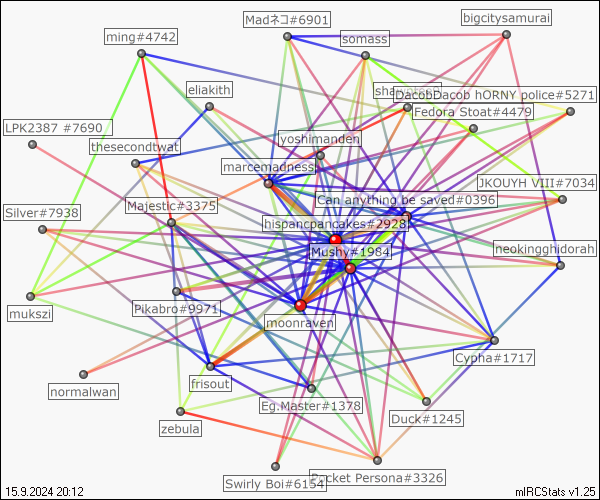 Madネコ#6901
bigcitysamurai
ming#4742
somass
eliakith
DacobDacob hORNY police#5271
Fedora Stoat#4479
LPK2387 #7690
yoshimanden
thesecondtwat
marcemadness
JKOUYH VIII#7034
Can anything be saved#0396
Majestic#3375
Silver#7938
hispancpancakes#2928
neokinghidorah
Mushy#1984
mukszi
Pikabro#9971
moonraven
Cypha#1717
normalwan
frisout
Eg.Master#1378
Duck#1245
zebula
Swirly Boi#6154
Pocket Persona#3326
15.9.2024 20:12
mIRCStats v1.25